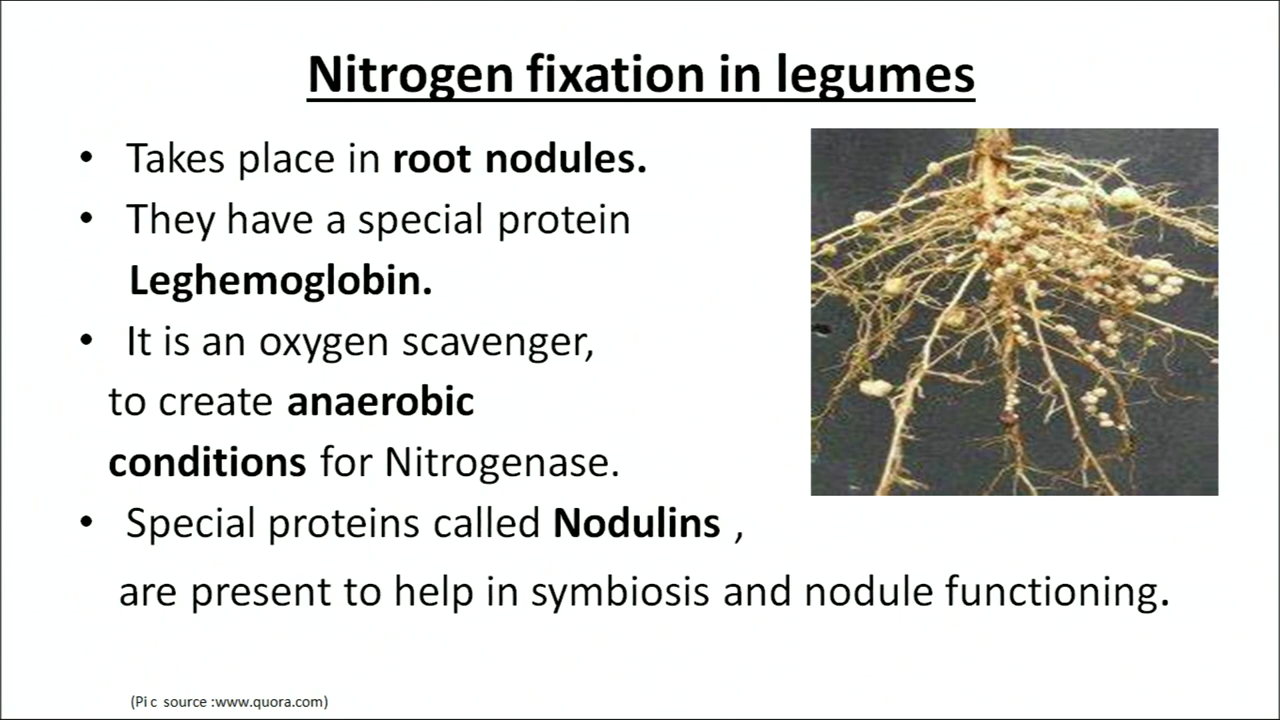 Nitrogen fixation in legumes
• Takes place in root nodules.
• They have a special protein
Leghemoglobin.
• It is an oxygen scavenger,
to create anaerobic
conditions for Nitrogenase.
• Special proteins called Nodulins ,
are present to help in symbiosis and nodule functioning.
(Pi c source :www.quora.com)